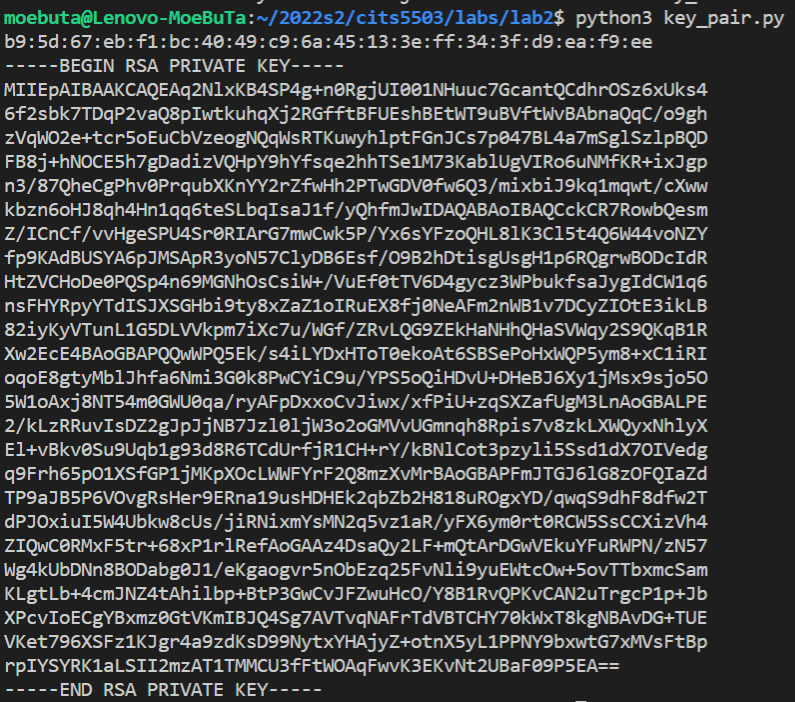 moebuta@Lenovo-MoeBuTa:~/2022s2/cits5503/labs/lab2$ python3 key_pair.py
b9:5d:67:eb:f1:bc:40:49:c9:6a:45:13:3e:ff:34:3f:d9:ea:f9:ee
-----BEGIN RSA PRIVATE KEY-----
MIIEpAIBAAKCAQEAq2NlxKB4SP4g+n0RgjUI001NHuuc7GcantQCdhrOSz6xUks4
6f2sbk7TDqP2vaQ8pIwtkuhqXj2RGfftBFUEshBEtWT9uBVftWvBAbnaQqC/o9gh
zVqWO2e+tcr5oEuCbVzeogNQqWsRTKuwyhlptFGnJCs7p047BL4a7mSglSzlpBQD
FB8j+hNOCE5h7gDadizVQHpY9hYfsqe2hhTSe1M73KablUgVIRo6uNMfKR+ixJgp
n3/87QheCgPhv0PrqubXKnYY2rZfwHh2PTwGDV0fw6Q3/mixbiJ9kq1mqwt/cXww
kbzn6oHJ8qh4Hn1qq6teSLbqIsaJ1f/yQhfmJwIDAQABAoIBAQCckCR7RowbQesm
Z/ICnCf/vvHgeSPU4Sr0RIArG7mwCwk5P/Yx6sYFzoQHL8lK3Cl5t4Q6W44voNZY
fp9KAdBUSYA6pJMSApR3yoN57ClyDB6Esf/O9B2hDtisgUsgH1p6RQgrwBODcIdR
HtZVCHoDe0PQSp4n69MGNhOsCsiW+/VuEf0tTV6D4gycz3WPbukfsaJygIdCW1q6
nsFHYRpyYTdISJXSGHbi9ty8xZaZ1oIRuEX8fj0NeAFm2nWB1v7DCyZIOtE3ikLB
82iyKyVTunL1G5DLVVkpm7iXc7u/WGf/ZRvLQG9ZEkHaNHhQHaSVWqy2S9QKqB1R
Xw2EcE4BAoGBAPQQwWPQ5Ek/s4iLYDxHToT0ekoAt6SBSePoHxWQP5ym8+xC1iRI
oqoE8gtyMblJhfa6Nmi3G0k8PwCYiC9u/YPS5oQiHDvU+DHeBJ6Xy1jMsx9sjo5O
5W1oAxj8NT54m0GWU0qa/ryAFpDxxoCvJiwx/xfPiU+zqSXZafUgM3LnAoGBALPE
2/kLzRRuvIsDZ2gJpJjNB7Jzl0ljW3o2oGMVvUGmnqh8Rpis7v8zkLXWQyxNhlyX
El+vBkv0Su9Uqb1g93d8R6TCdUrfjR1CH+rY/kBNlCot3pzyli5Ssd1dX7OIVedg
q9Frh65pO1XSfGP1jMKpXOcLWWFYrF2Q8mzXvMrBAoGBAPFmJTGJ6lG8zOFQIaZd
TP9aJB5P6VOvgRsHer9ERna19usHDHEk2qbZb2H818uROgxYD/qwqS9dhF8dfw2T
dPJOxiuI5W4Ubkw8cUs/jiRNixmYsMN2q5vz1aR/yFX6ym0rt0RCW5SsCCXizVh4
ZIQwC0RMxF5tr+68xP1rlRefAoGAAz4DsaQy2LF+mQtArDGwVEkuYFuRWPN/zN57
Wg4kUbDNn8BODabg0J1/eKgaogvr5nObEzq25FvNli9yuEWtcOw+5ovTTbxmcSam
KLgtLb+4cmJNZ4tAhilbp+BtP3GwCvJFZwuHcO/Y8B1RvQPKvCAN2uTrgcP1p+Jb
XPcvIoECgYBxmz0GtVKmIBJQ4Sg7AVTvqNAFrTdVBTCHY70kWxT8kgNBAvDG+TUE
VKet796XSFz1KJgr4a9zdKsD99NytxYHAjyZ+otnX5yL1PPNY9bxwtG7xMVsFtBp
rpIYSYRK1aLSII2mzAT1TMMCU3fFtWOAqFwvK3EKvNt2UBaF09P5EA==
-----END RSA PRIVATE KEY-----